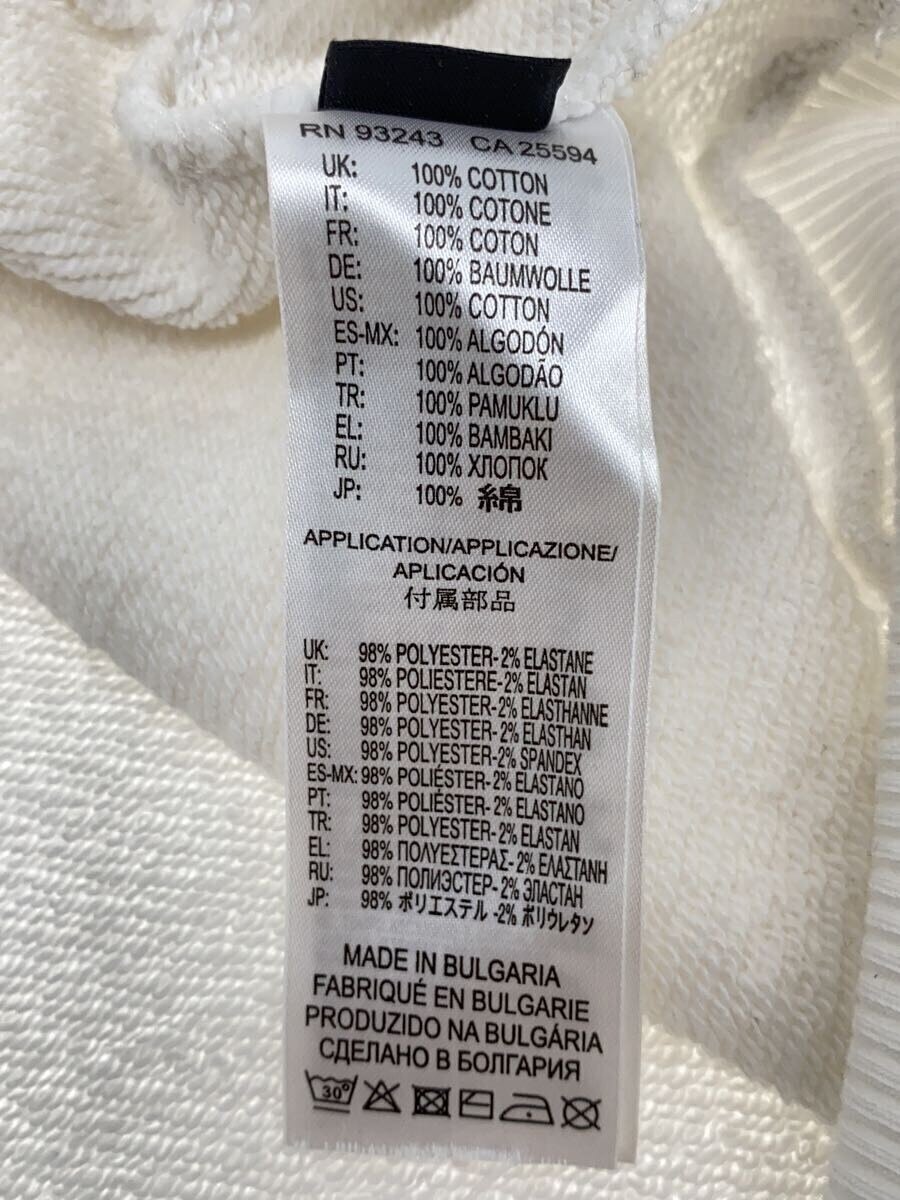 RN 93243 CA 25594
UK: 100% COTTON
IT: 100% COTONE
FR: 100% COTON
DE: 100% BAUMWOLLE
US: 100% COTTON
ES-MX: 100% ALGODÓN
PT: 100% ALGODÃO
TR: 100% PAMUKLU
EL: 100% BAMBAKI
RU: 100% ХЛОПОК
JP: 100% 綿
APPLICATION/APPLICAZIONE/
APLICACIÓN
付属部品
UK: 98% POLYESTER- 2% ELASTANE
IT: 98% POLIESTERE- 2% ELASTAN
FR: 98% POLYESTER- 2% ELASTHANNE
DE: 98% POLYESTER- 2% ELASTHAN
US: 98% POLYESTER- 2% SPANDEX
ES-MX: 98% POLIÉSTER- 2% ELASTANO
PT: 98% POLIÉSTER- 2% ELASTANO
TR: 98% POLYESTER- 2% ELASTAN
EL: 98% ΠΟΛΥΕΣΤΕΡΑΣ- 2% ΕΛΑΣΤΑΝΗ
RU: 98% ПОЛИЭСТЕР- 2% ЭЛАСТАН
JP: 98% ポリエステル -2% ポリウレタン
MADE IN BULGARIA
FABRIQUÉ EN BULGARIE
PRODUZIDO NA BULGÁRIA
СДЕЛАНО В БОЛГАРИЯ
30°